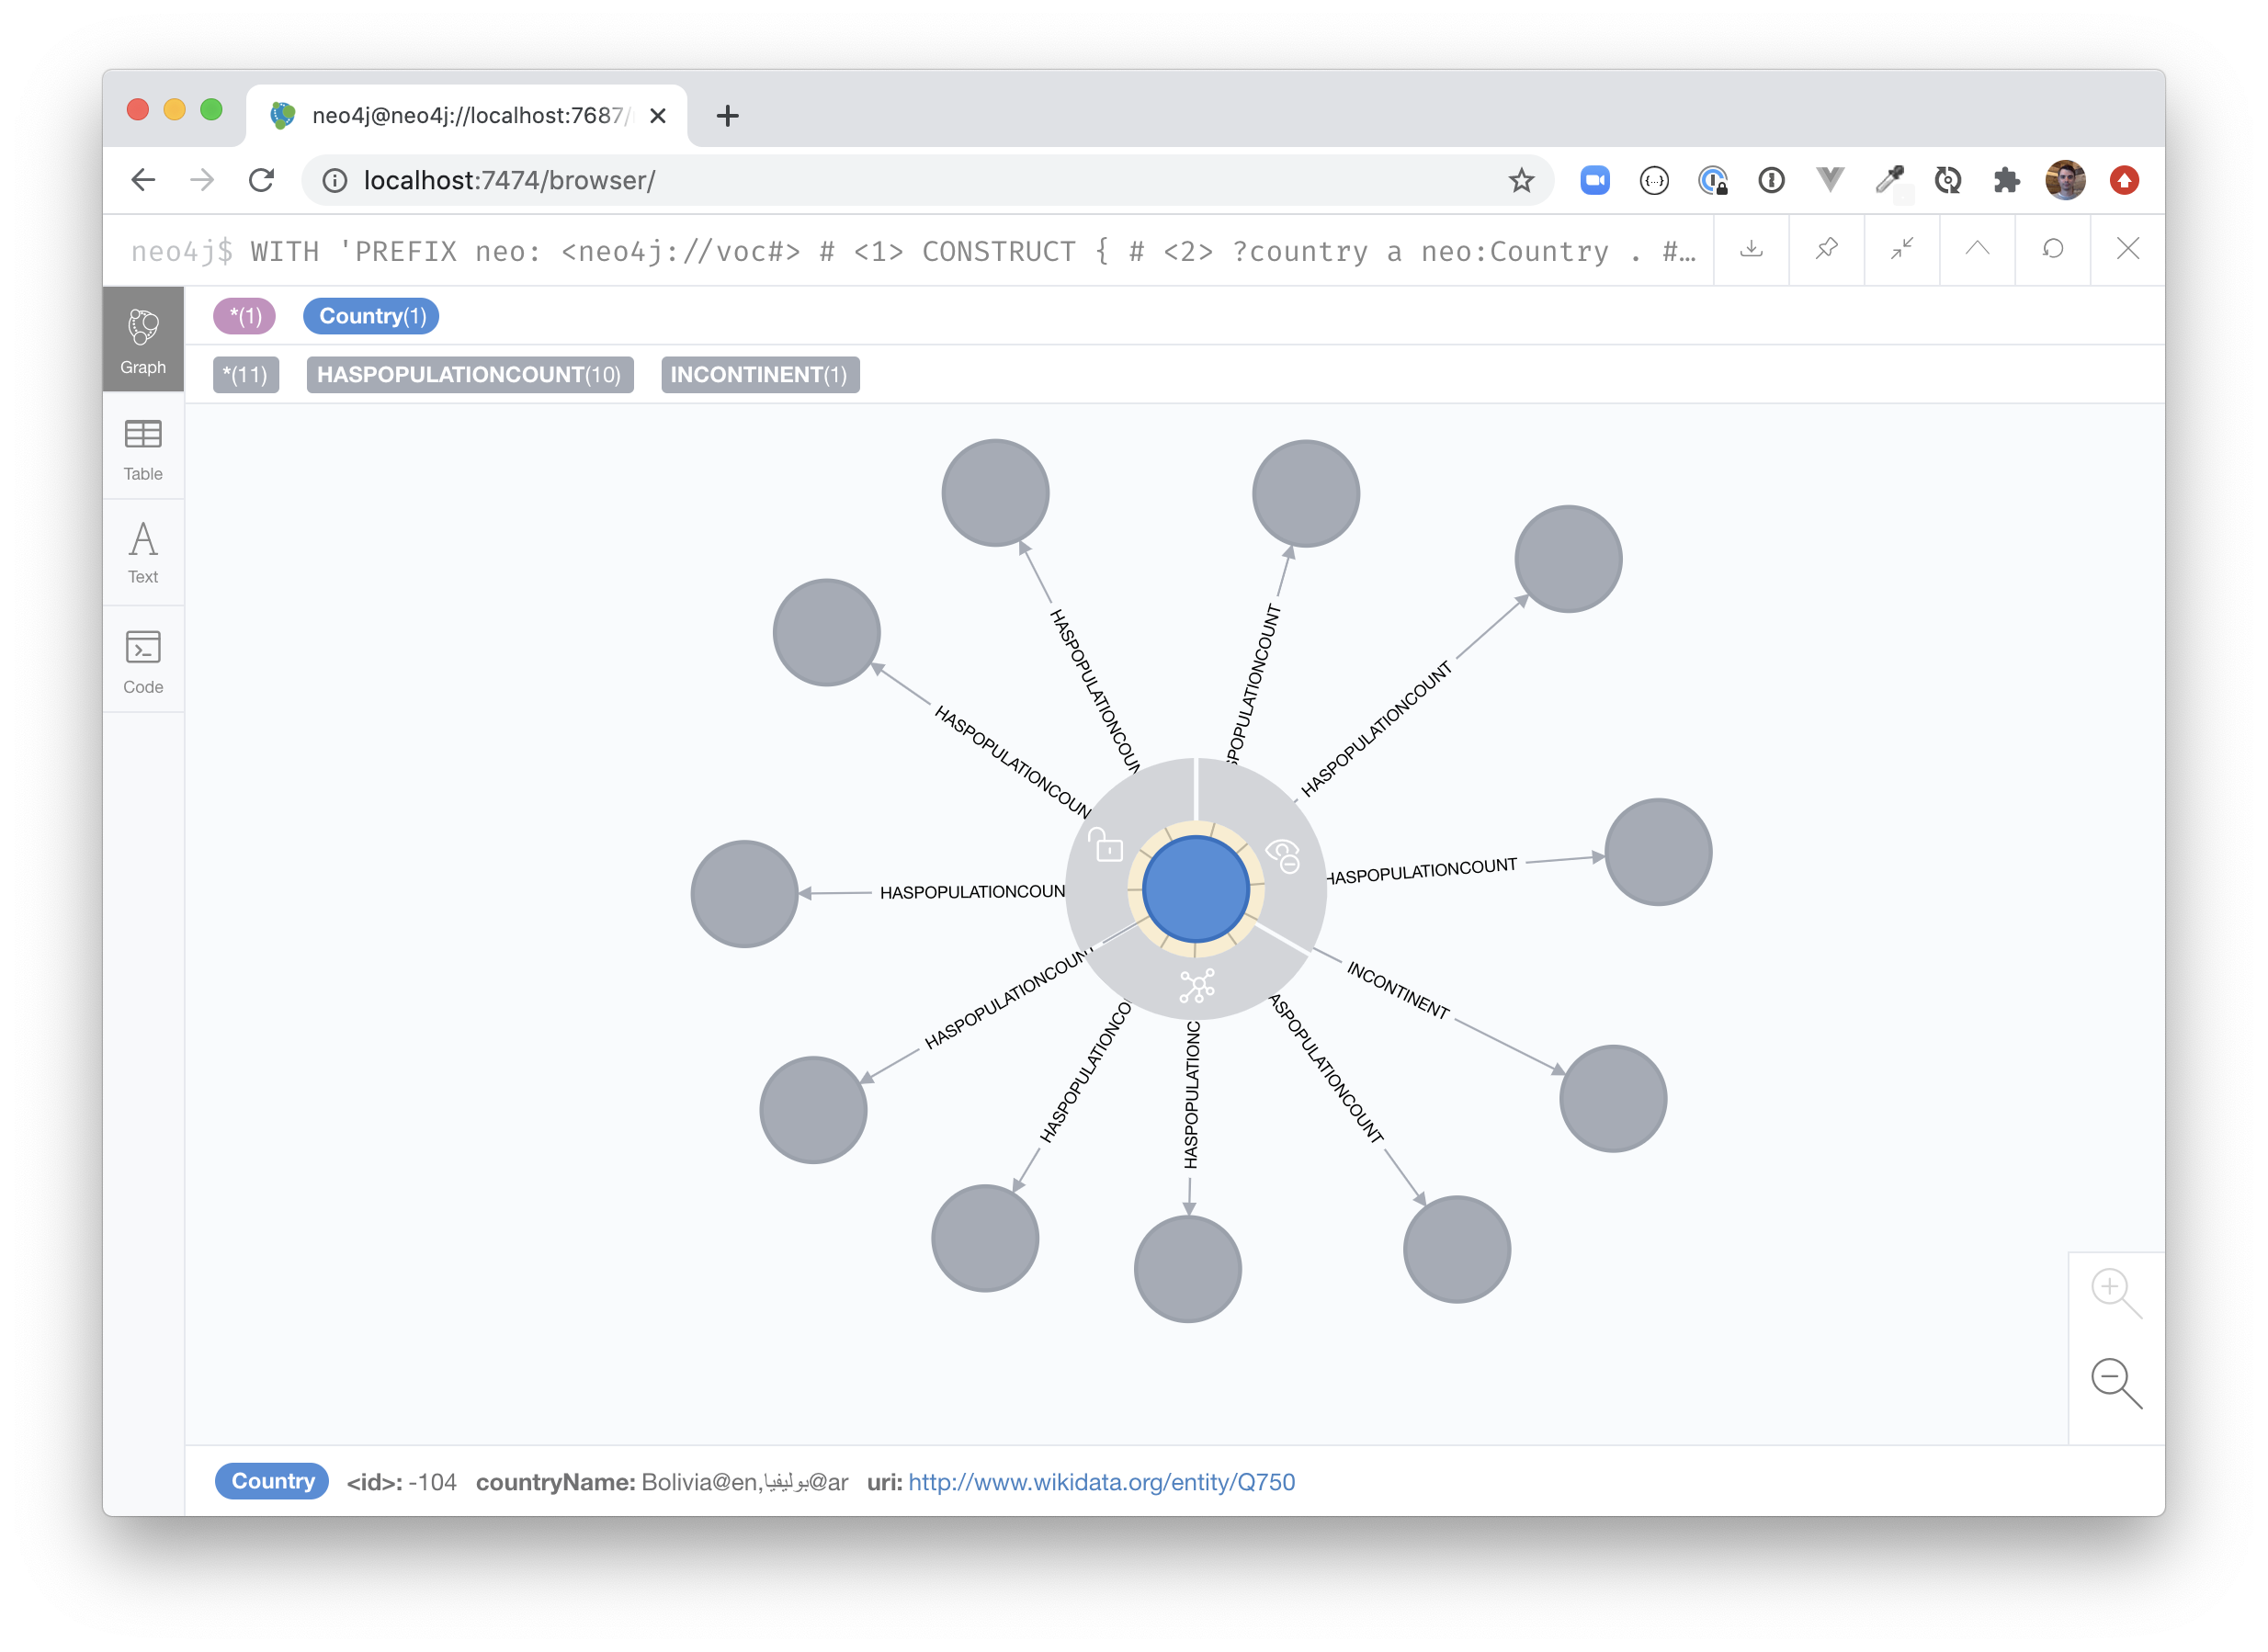 neo4j@neo4j://localhost:7687/
localhost:7474/browser/
neo4j$ WITH 'PREFIX neo: <neo4j://voc#> # <1> CONSTRUCT { # <2> ?country a neo:Country . #…
*(1) Country(1)
*(11) HASPOPULATIONCOUNT(10) INCONTINENT(1)
Graph
Table
Text
Code
HASPOPULATIONCOUN
SPOPULATIONCOUNT
HASPOPULATIONCOUNT
HASPOPULATIONCOUN
HASPOPULATIONCOUNT
HASPOPULATIONCOUN
HASPOPULATIONCOUNT
INCONTINENT
HASPOPULATIONCO
HASPOPULATIONC
ASPOPULATIONCOUNT
Country <id>: -104 countryName: Bolivia@en,بوليفيا@ar uri: http://www.wikidata.org/entity/Q750